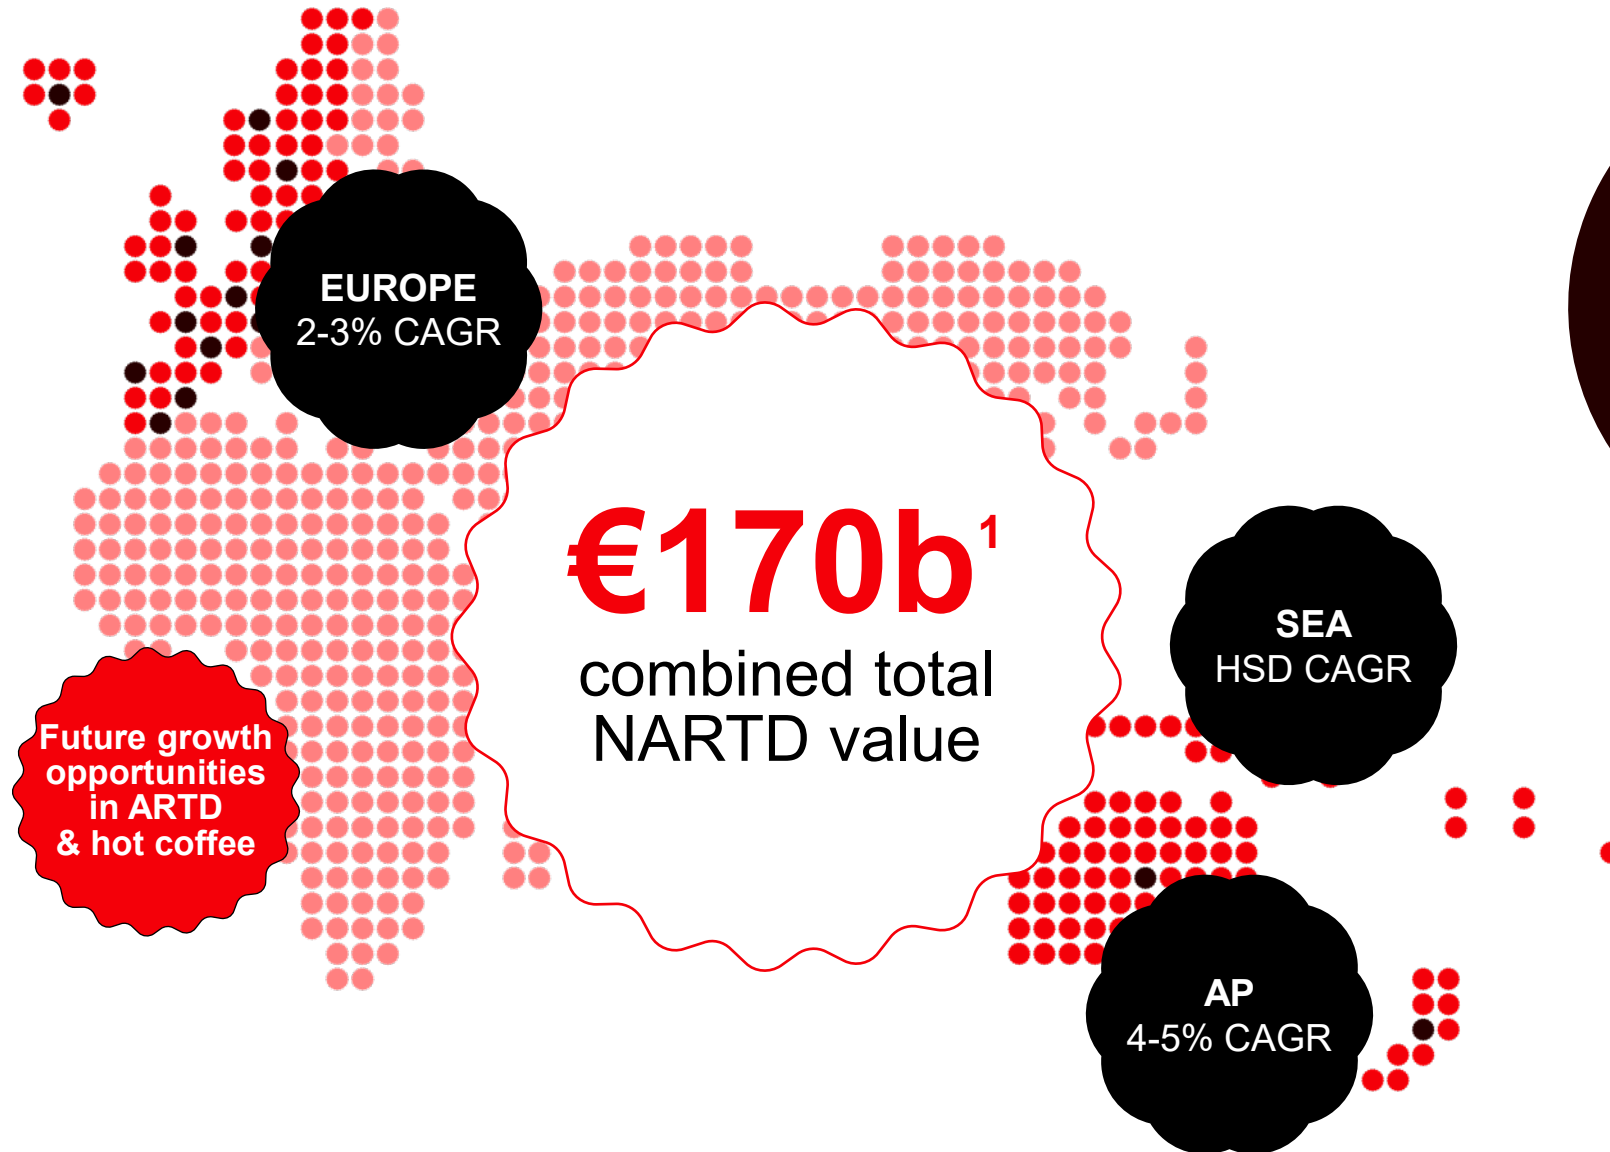 EUROPE
2-3% CAGR
€170b¹
combined total
NARTD value
SEA
HSD CAGR
Future growth
opportunities
in ARTD
& hot coffee
AP
4-5% CAGR